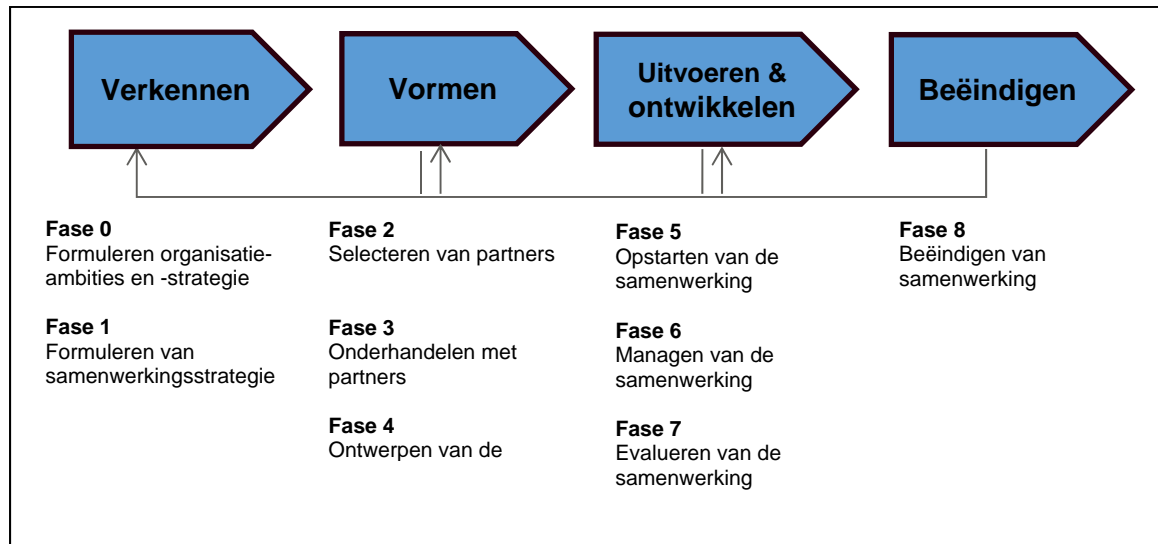 Verkennen
Vormen
Uitvoeren &
ontwikkelen
Beëindigen
Fase 0
Formuleren organisatie-
ambities en -strategie
Fase 1
Formuleren van
samenwerkingsstrategie
Fase 2
Selecteren van partners
Fase 3
Onderhandelen met
partners
Fase 4
Ontwerpen van de
Fase 5
Opstarten van de
samenwerking
Fase 6
Managen van de
samenwerking
Fase 7
Evalueren van de
samenwerking
Fase 8
Beëindigen van
samenwerking